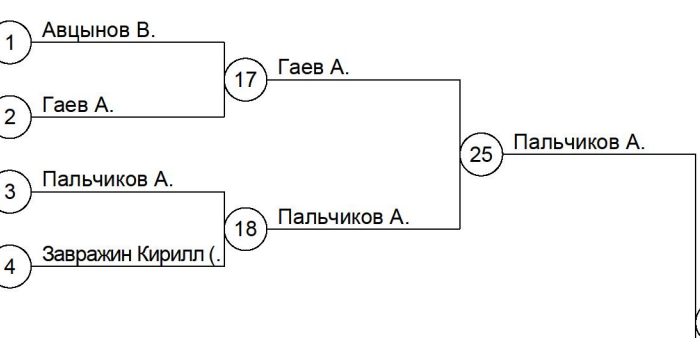 1 Авцынов В.
2 Гаев А.
17 Гаев А.
3 Пальчиков А.
4 Завражин Кирилл (.
18 Пальчиков А.
25 Пальчиков А.